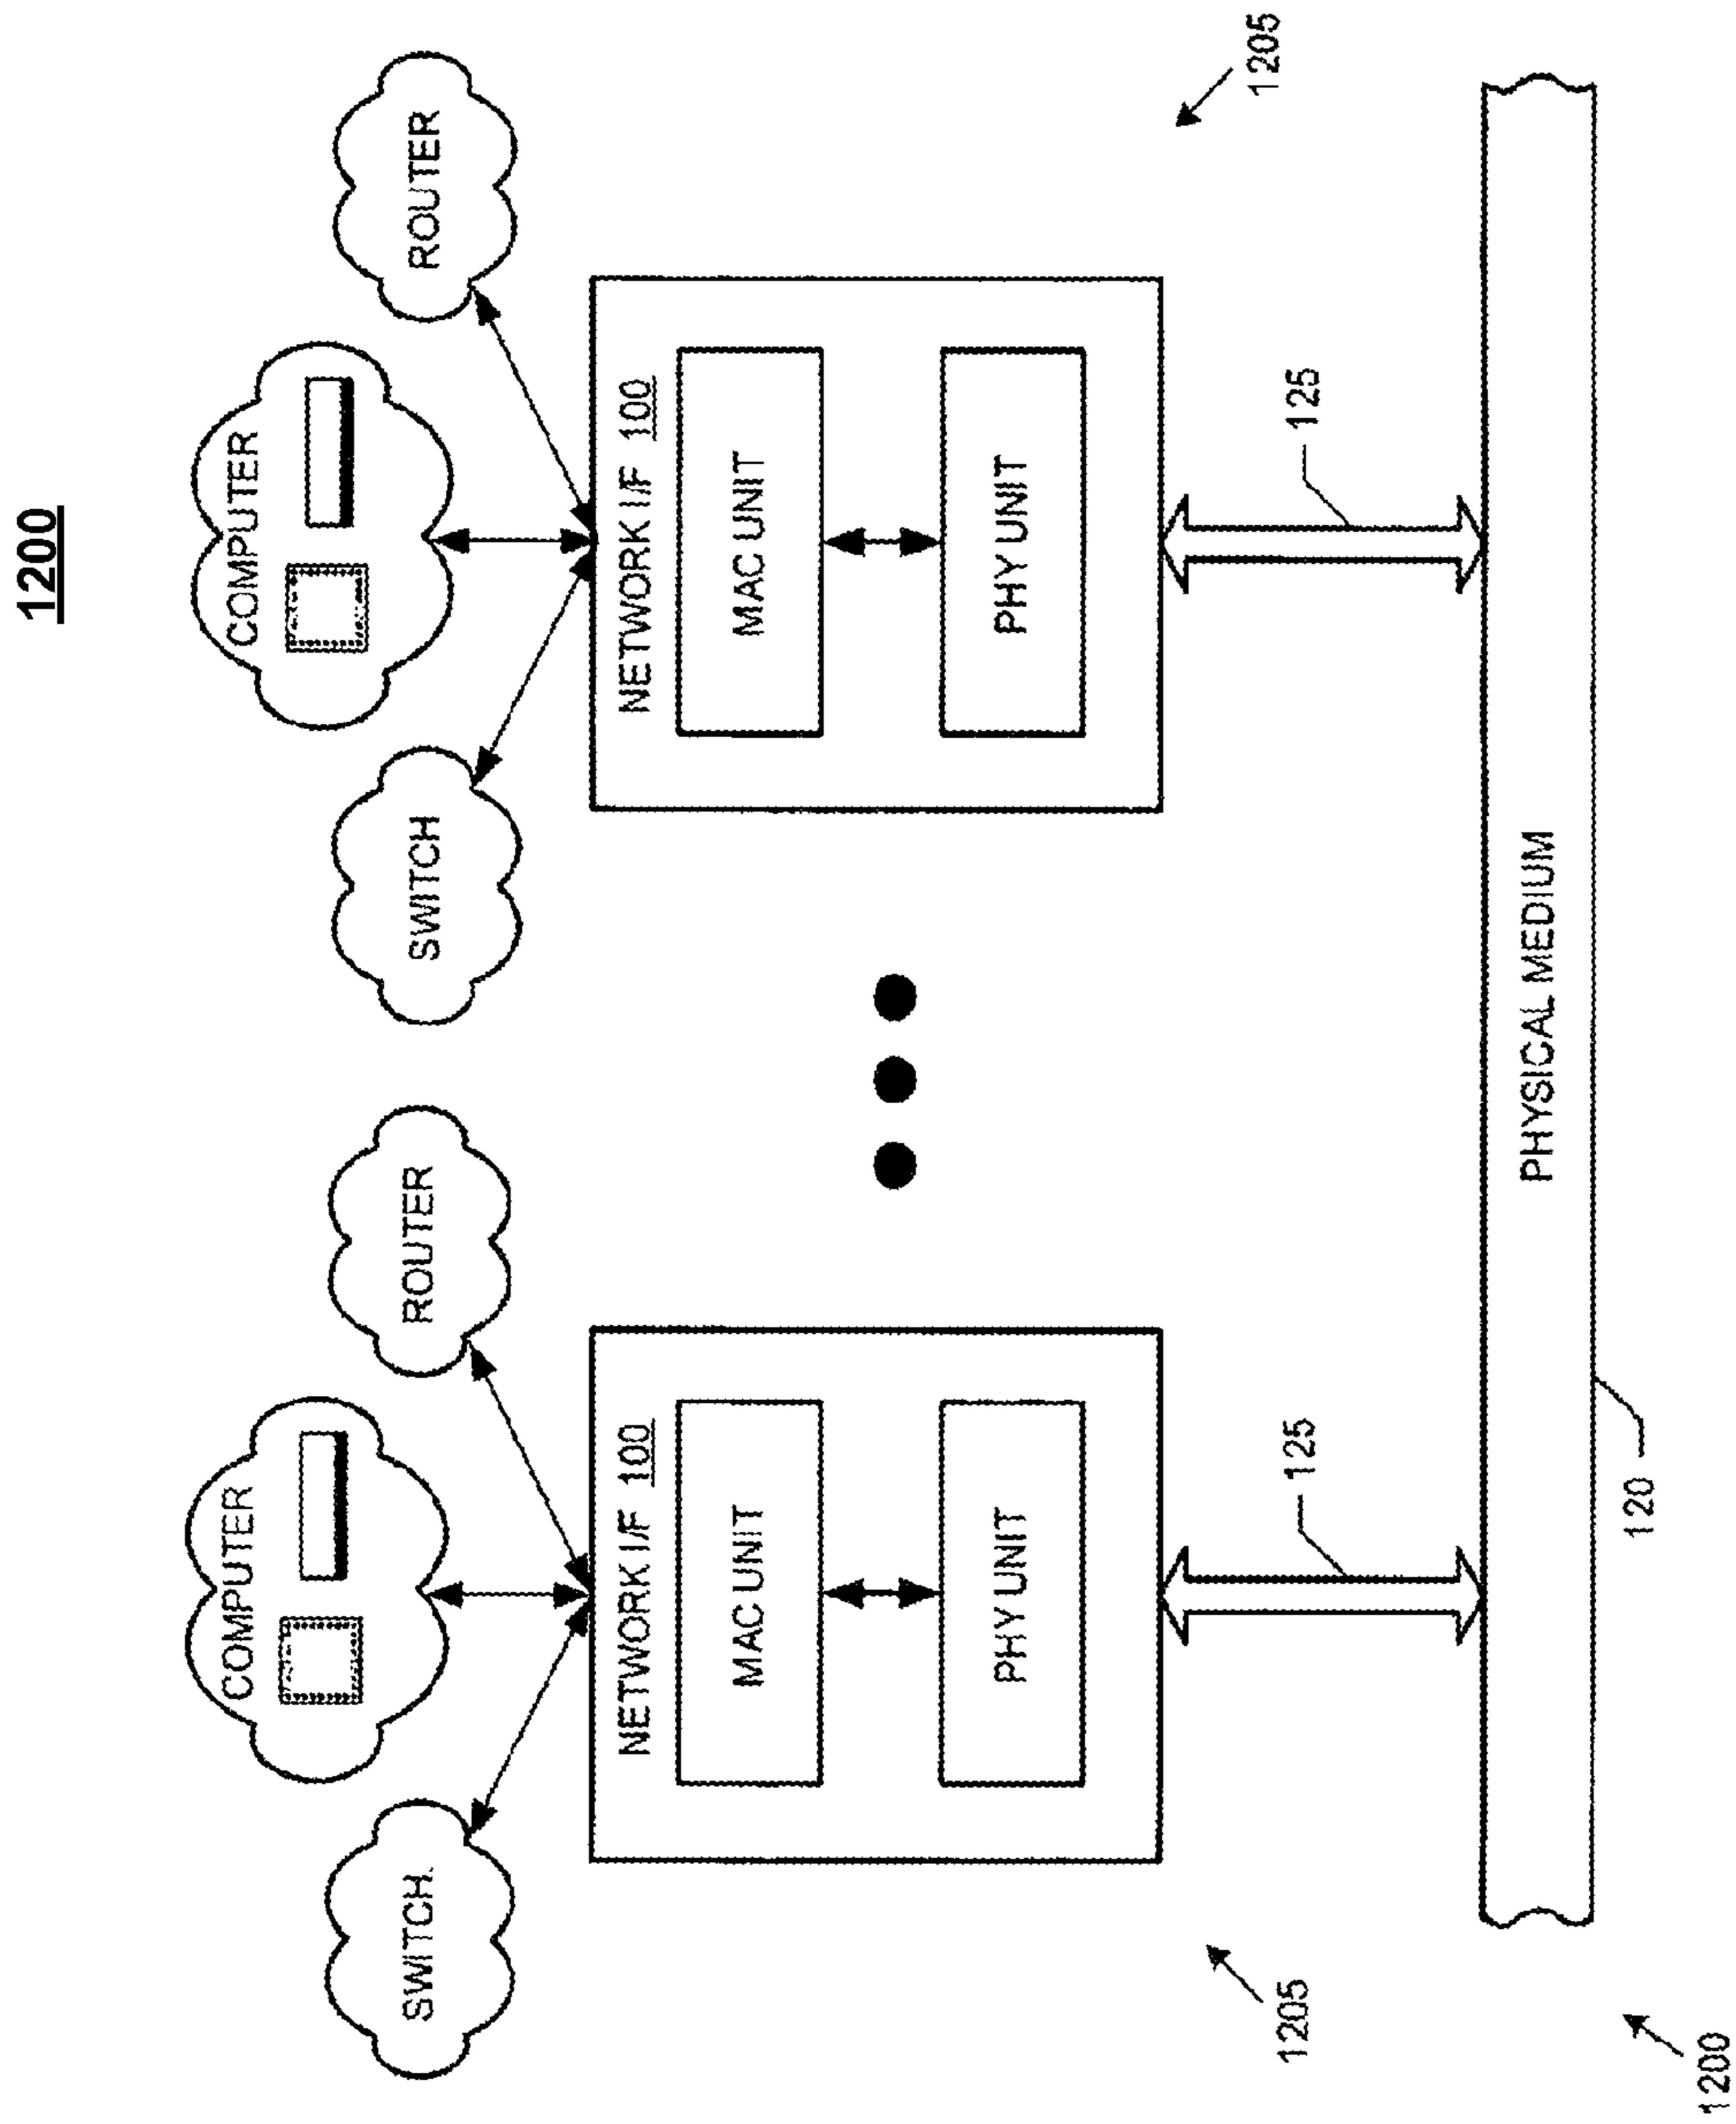 1200
COMPUTER
COMPUTER
SWITCH.
ROUTER
SWITCH
ROUTER
NETWORK I/F 100
NETWORK I/F 100
MAC UNIT
MAC UNIT
PHY UNIT
PHY UNIT
1205
1205
125
125
PHYSICAL MEDIUM
120
1200